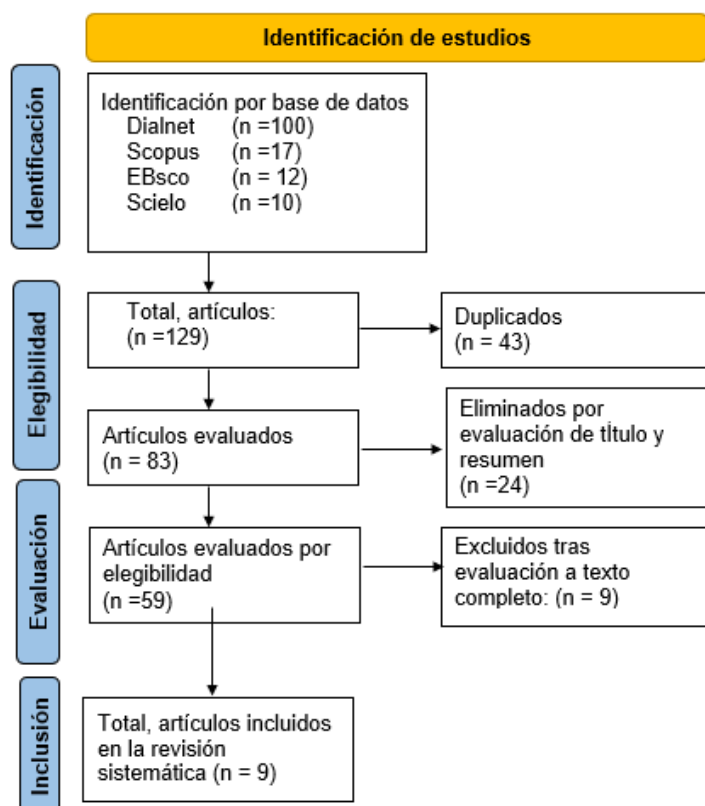 Identificación de estudios
Identificación
Identificación por base de datos
Dialnet (n =100)
Scopus (n =17)
EBsco (n = 12)
Scielo (n =10)
Elegibilidad
Total, artículos:
(n =129)
Duplicados
(n = 43)
Artículos evaluados
(n = 83)
Eliminados por
evaluación de tÍtulo y
resumen
(n =24)
Evaluación
Artículos evaluados por
elegibilidad
(n =59)
Excluidos tras
evaluación a texto
completo: (n = 9)
Inclusión
Total, artículos incluidos
en la revisión
sistemática (n = 9)